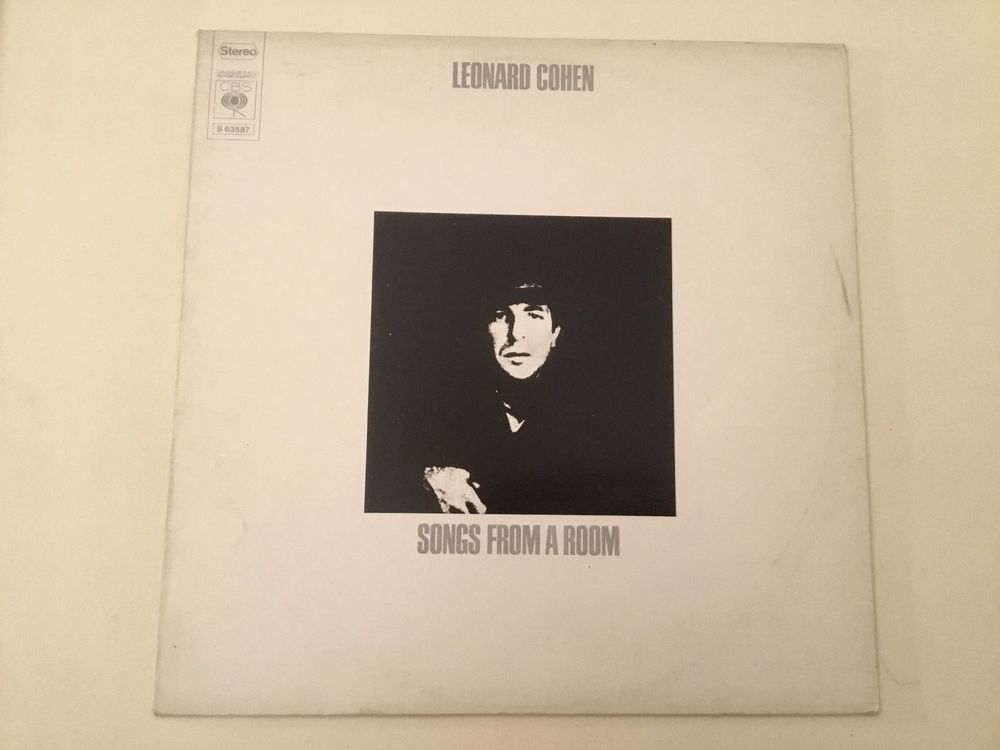 Stereo
CBS
S 63587
LEONARD COHEN
SONGS FROM A ROOM